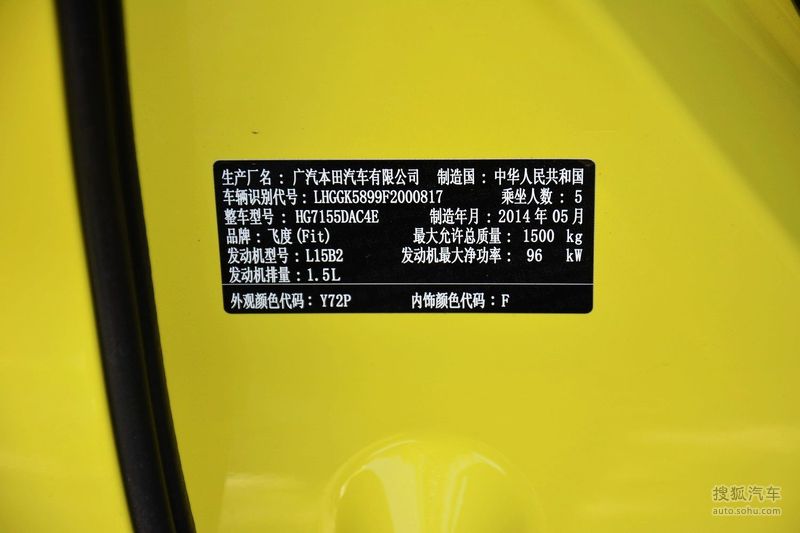 生产厂名：广汽本田汽车有限公司 制造国：中华人民共和国
车辆识别代号：LHGGK5899F2000817 乘坐人数：5
整车型号：HG7155DAC4E 制造年月：2014年05月
品牌：飞度(Fit) 最大允许总质量：1500 kg
发动机型号：L15B2 发动机最大净功率：96 kW
发动机排量：1.5L
外观颜色代码：Y72P 内饰颜色代码：F
搜狐汽车
auto.sohu.com